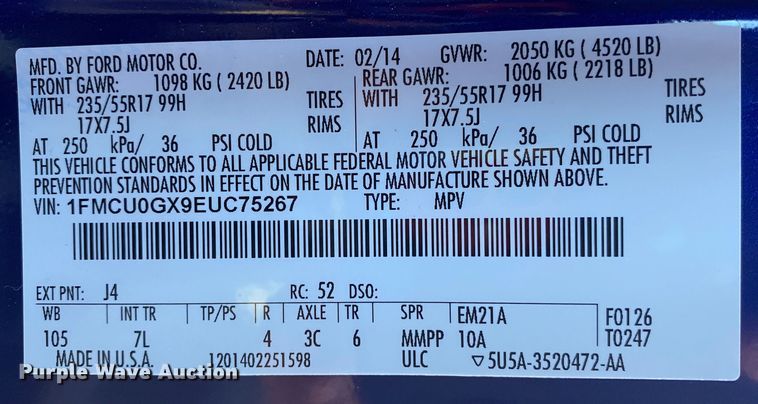 MFD. BY FORD MOTOR CO. DATE: 02/14 GVWR: 2050 KG ( 4520 LB)
FRONT GAWR: 1098 KG ( 2420 LB) REAR GAWR: 1006 KG ( 2218 LB)
WITH 235/55R17 99H TIRES WITH 235/55R17 99H TIRES
17X7.5J RIMS 17X7.5J RIMS
AT 250 kPa/ 36 PSI COLD AT 250 kPa/ 36 PSI COLD
THIS VEHICLE CONFORMS TO ALL APPLICABLE FEDERAL MOTOR VEHICLE SAFETY AND THEFT
PREVENTION STANDARDS IN EFFECT ON THE DATE OF MANUFACTURE SHOWN ABOVE.
VIN: 1FMCU0GX9EUC75267 TYPE: MPV
EXT PNT: J4 RC: 52 DSO:
WB INT TR TP/PS R AXLE TR SPR EM21A F0126
105 7L 4 3C 6 MMPP 10A T0247
MADE IN U.S.A. 1201402251598 ULC ▽5U5A-3520472-AA
Purple Wave Auction